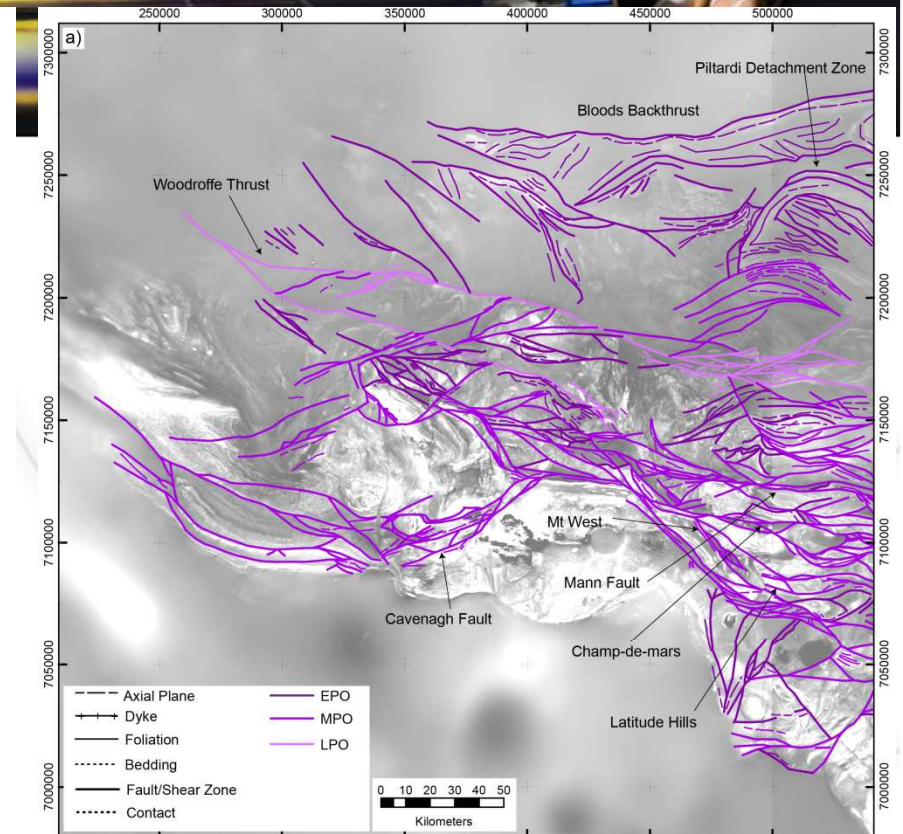 250000 300000 350000 400000 450000 500000
a)
7300000 7300000
Piltardi Detachment Zone
Bloods Backthrust
7250000 7250000
Woodroffe Thrust
7200000 7200000
7150000 7150000
7100000 7100000
Mt West
Mann Fault
Cavenagh Fault
Champ-de-mars
7050000 7050000
Latitude Hills
Axial Plane EPO
Dyke MPO
Foliation LPO
Bedding
Fault/Shear Zone
Contact
0 10 20 30 40 50
Kilometers
7000000 7000000